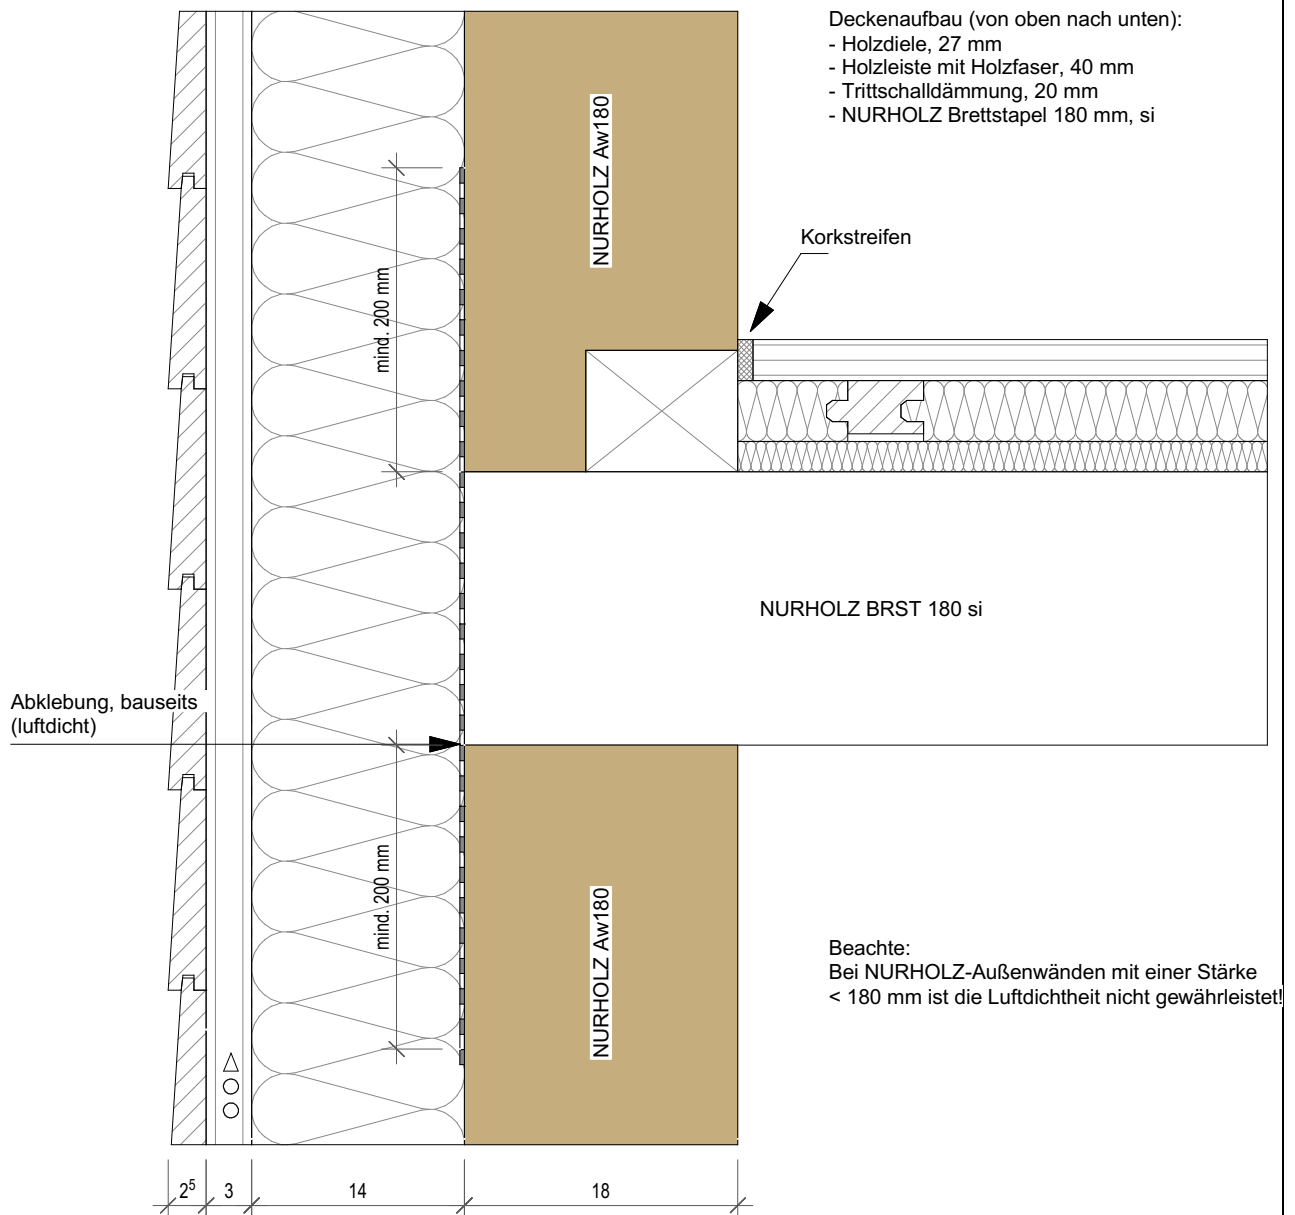 Deckenaufbau (von oben nach unten):
- Holzdiele, 27 mm
- Holzleiste mit Holzfaser, 40 mm
- Trittschalldämmung, 20 mm
- NURHOLZ Brettstapel 180 mm, si
NURHOLZ Aw180
Korkstreifen
mind. 200 mm
NURHOLZ BRST 180 si
Abklebung, bauseits
(luftdicht)
mind. 200 mm
NURHOLZ Aw180
Beachte:
Bei NURHOLZ-Außenwänden mit einer Stärke
< 180 mm ist die Luftdichtheit nicht gewährleistet!
2⁵ 3 14 18